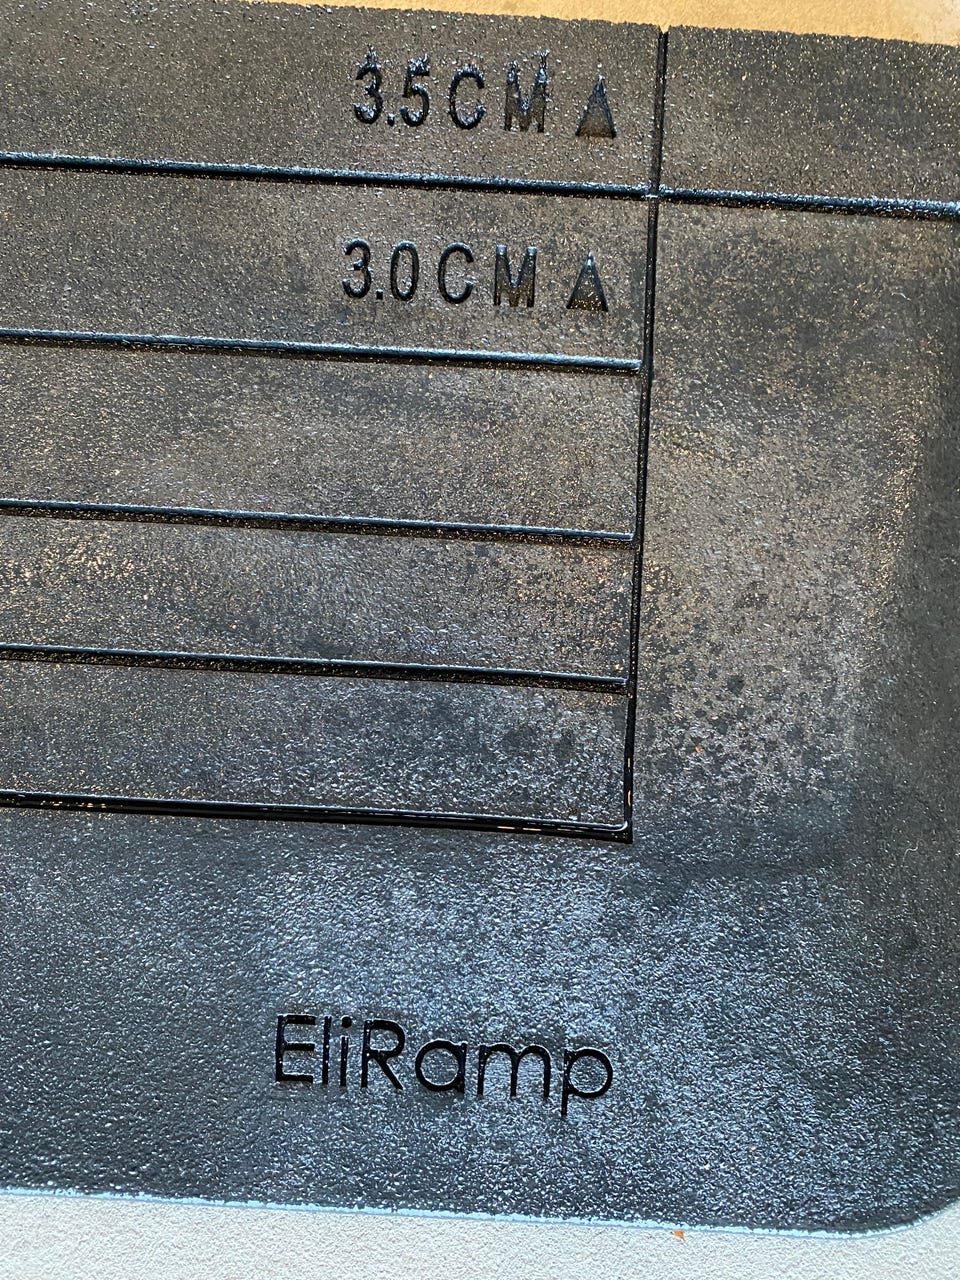 3.5CM ▲
3.0CM ▲
EliRamp